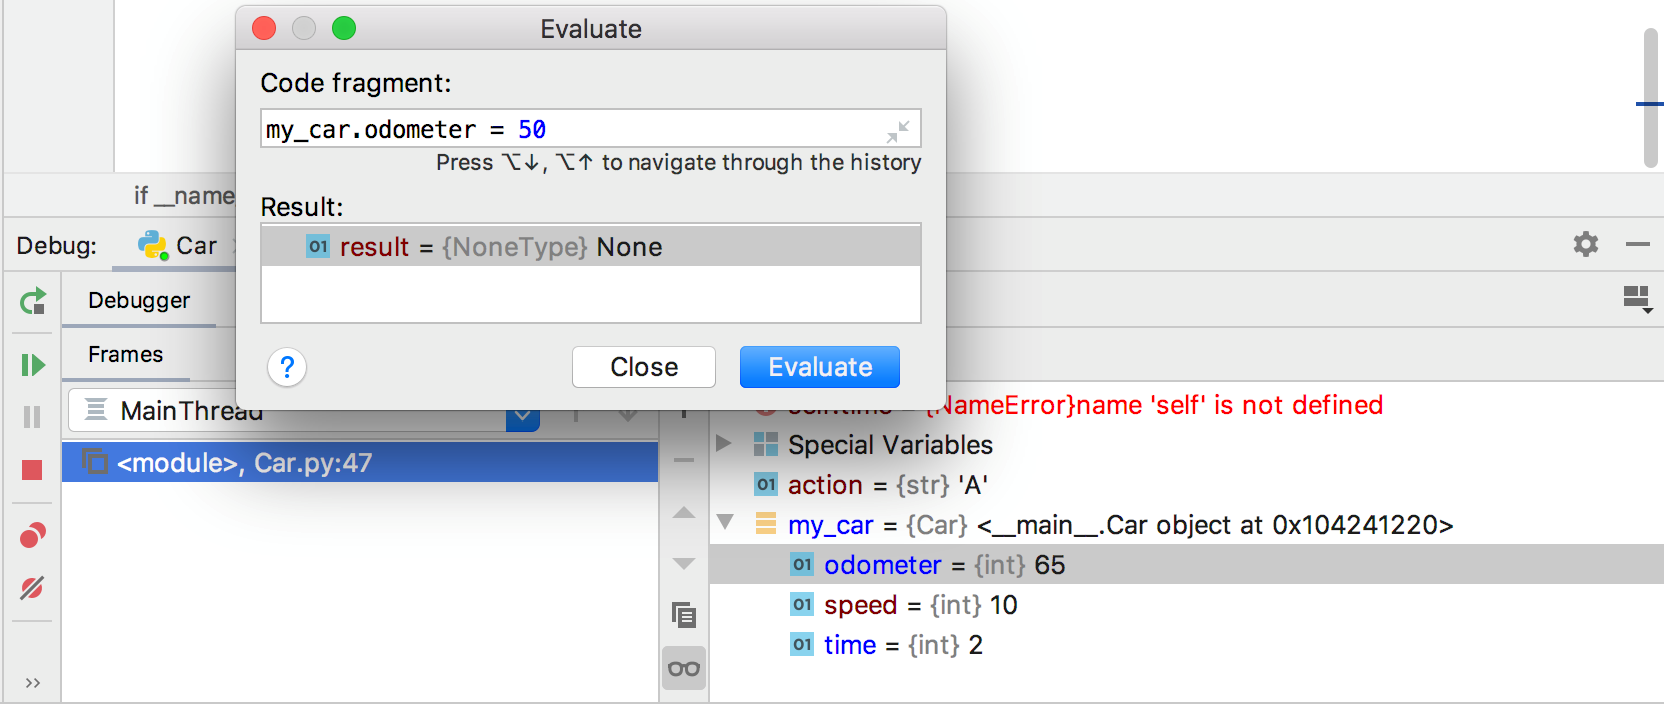 Evaluate
Code fragment:
my_car.odometer = 50
Press ⌥↓, ⌥↑ to navigate through the history
if __name
Result:
01 result = {NoneType} None
Debug: Car
Debugger
Frames
? Close Evaluate
MainThread
{NameError}name 'self' is not defined
<module>, Car.py:47
Special Variables
01 action = {str} 'A'
my_car = {Car} <__main__.Car object at 0x104241220>
01 odometer = {int} 65
01 speed = {int} 10
01 time = {int} 2